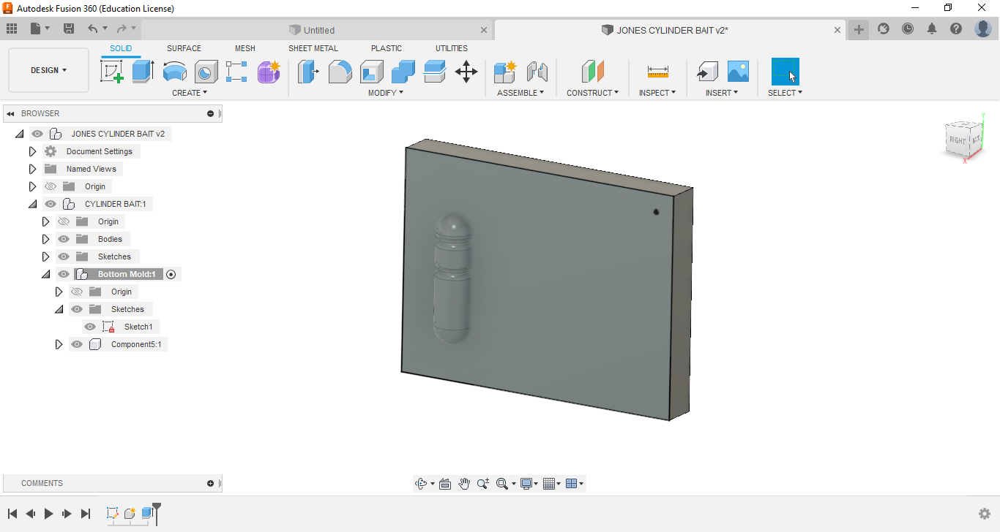 Autodesk Fusion 360 (Education License)
Untitled
JONES CYLINDER BAIT v2*
SOLID SURFACE MESH SHEET METAL PLASTIC UTILITIES
DESIGN
CREATE MODIFY ASSEMBLE CONSTRUCT INSPECT INSERT SELECT
BROWSER
JONES CYLINDER BAIT v2
Document Settings
Named Views
Origin
CYLINDER BAIT:1
Origin
Bodies
Sketches
Bottom Mold:1
Origin
Sketches
Sketch1
Component5:1
Y
RIGHT
X
COMMENTS